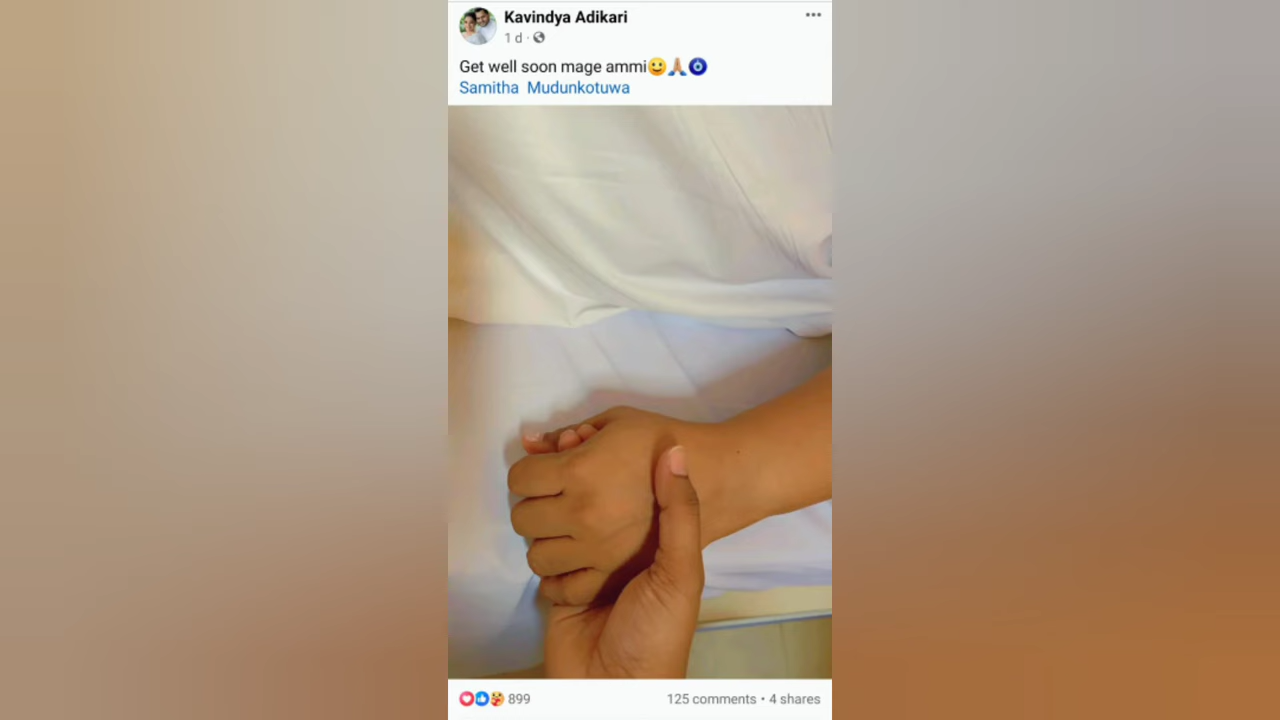 Kavindya Adikari
1 d ·
Get well soon mage ammi🙂🙏🏽🧿
Samitha Mudunkotuwa
899
125 comments • 4 shares